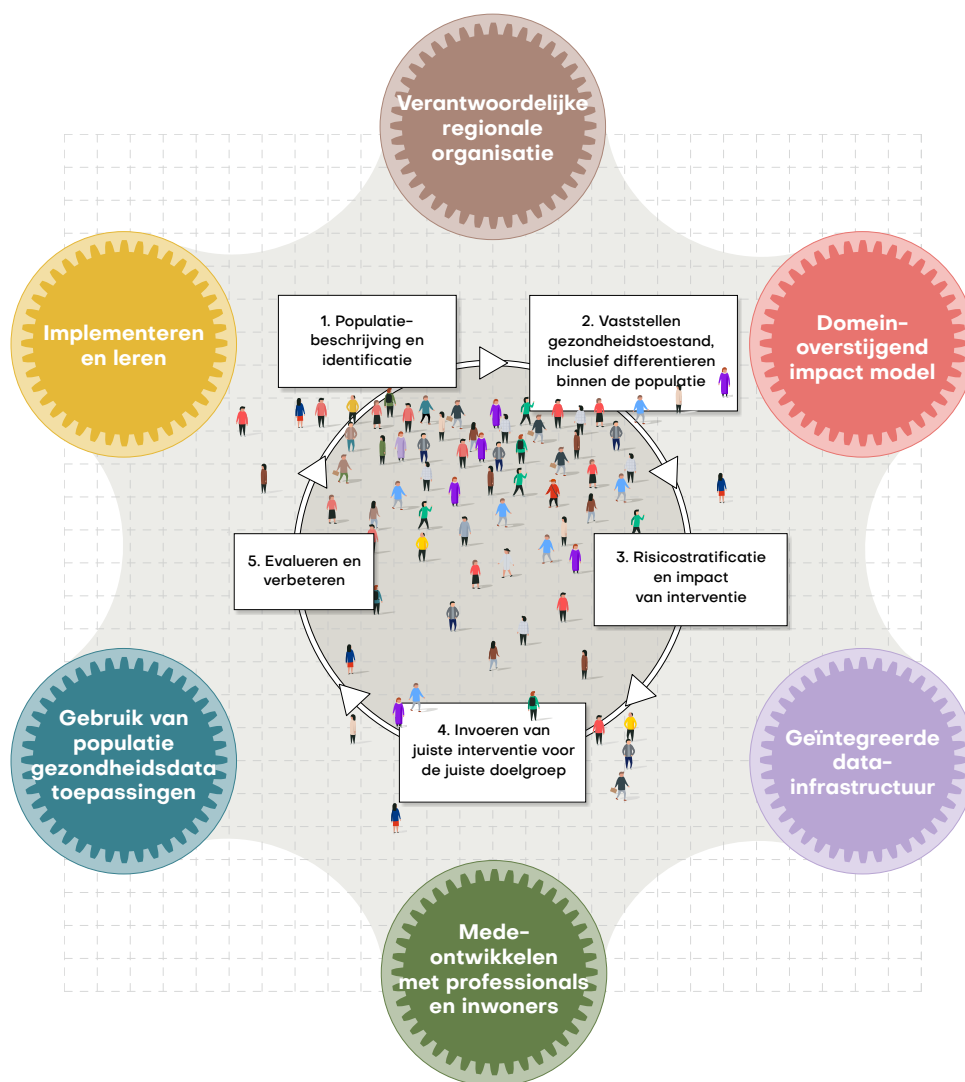 Verantwoordelijke
regionale
organisatie
Implementeren
en leren
1. Populatie-
beschrijving en
identificatie
2. Vaststellen
gezondheidstoestand,
inclusief differentieren
binnen de populatie
Domein-
overstijgend
impact model
5. Evalueren en
verbeteren
3. Risicostratificatie
en impact
van interventie
Gebruik van
populatie
gezondheidsdata
toepassingen
4. Invoeren van
juiste interventie voor
de juiste doelgroep
Geïntegreerde
data-
infrastructuur
Mede-
ontwikkelen
met professionals
en inwoners